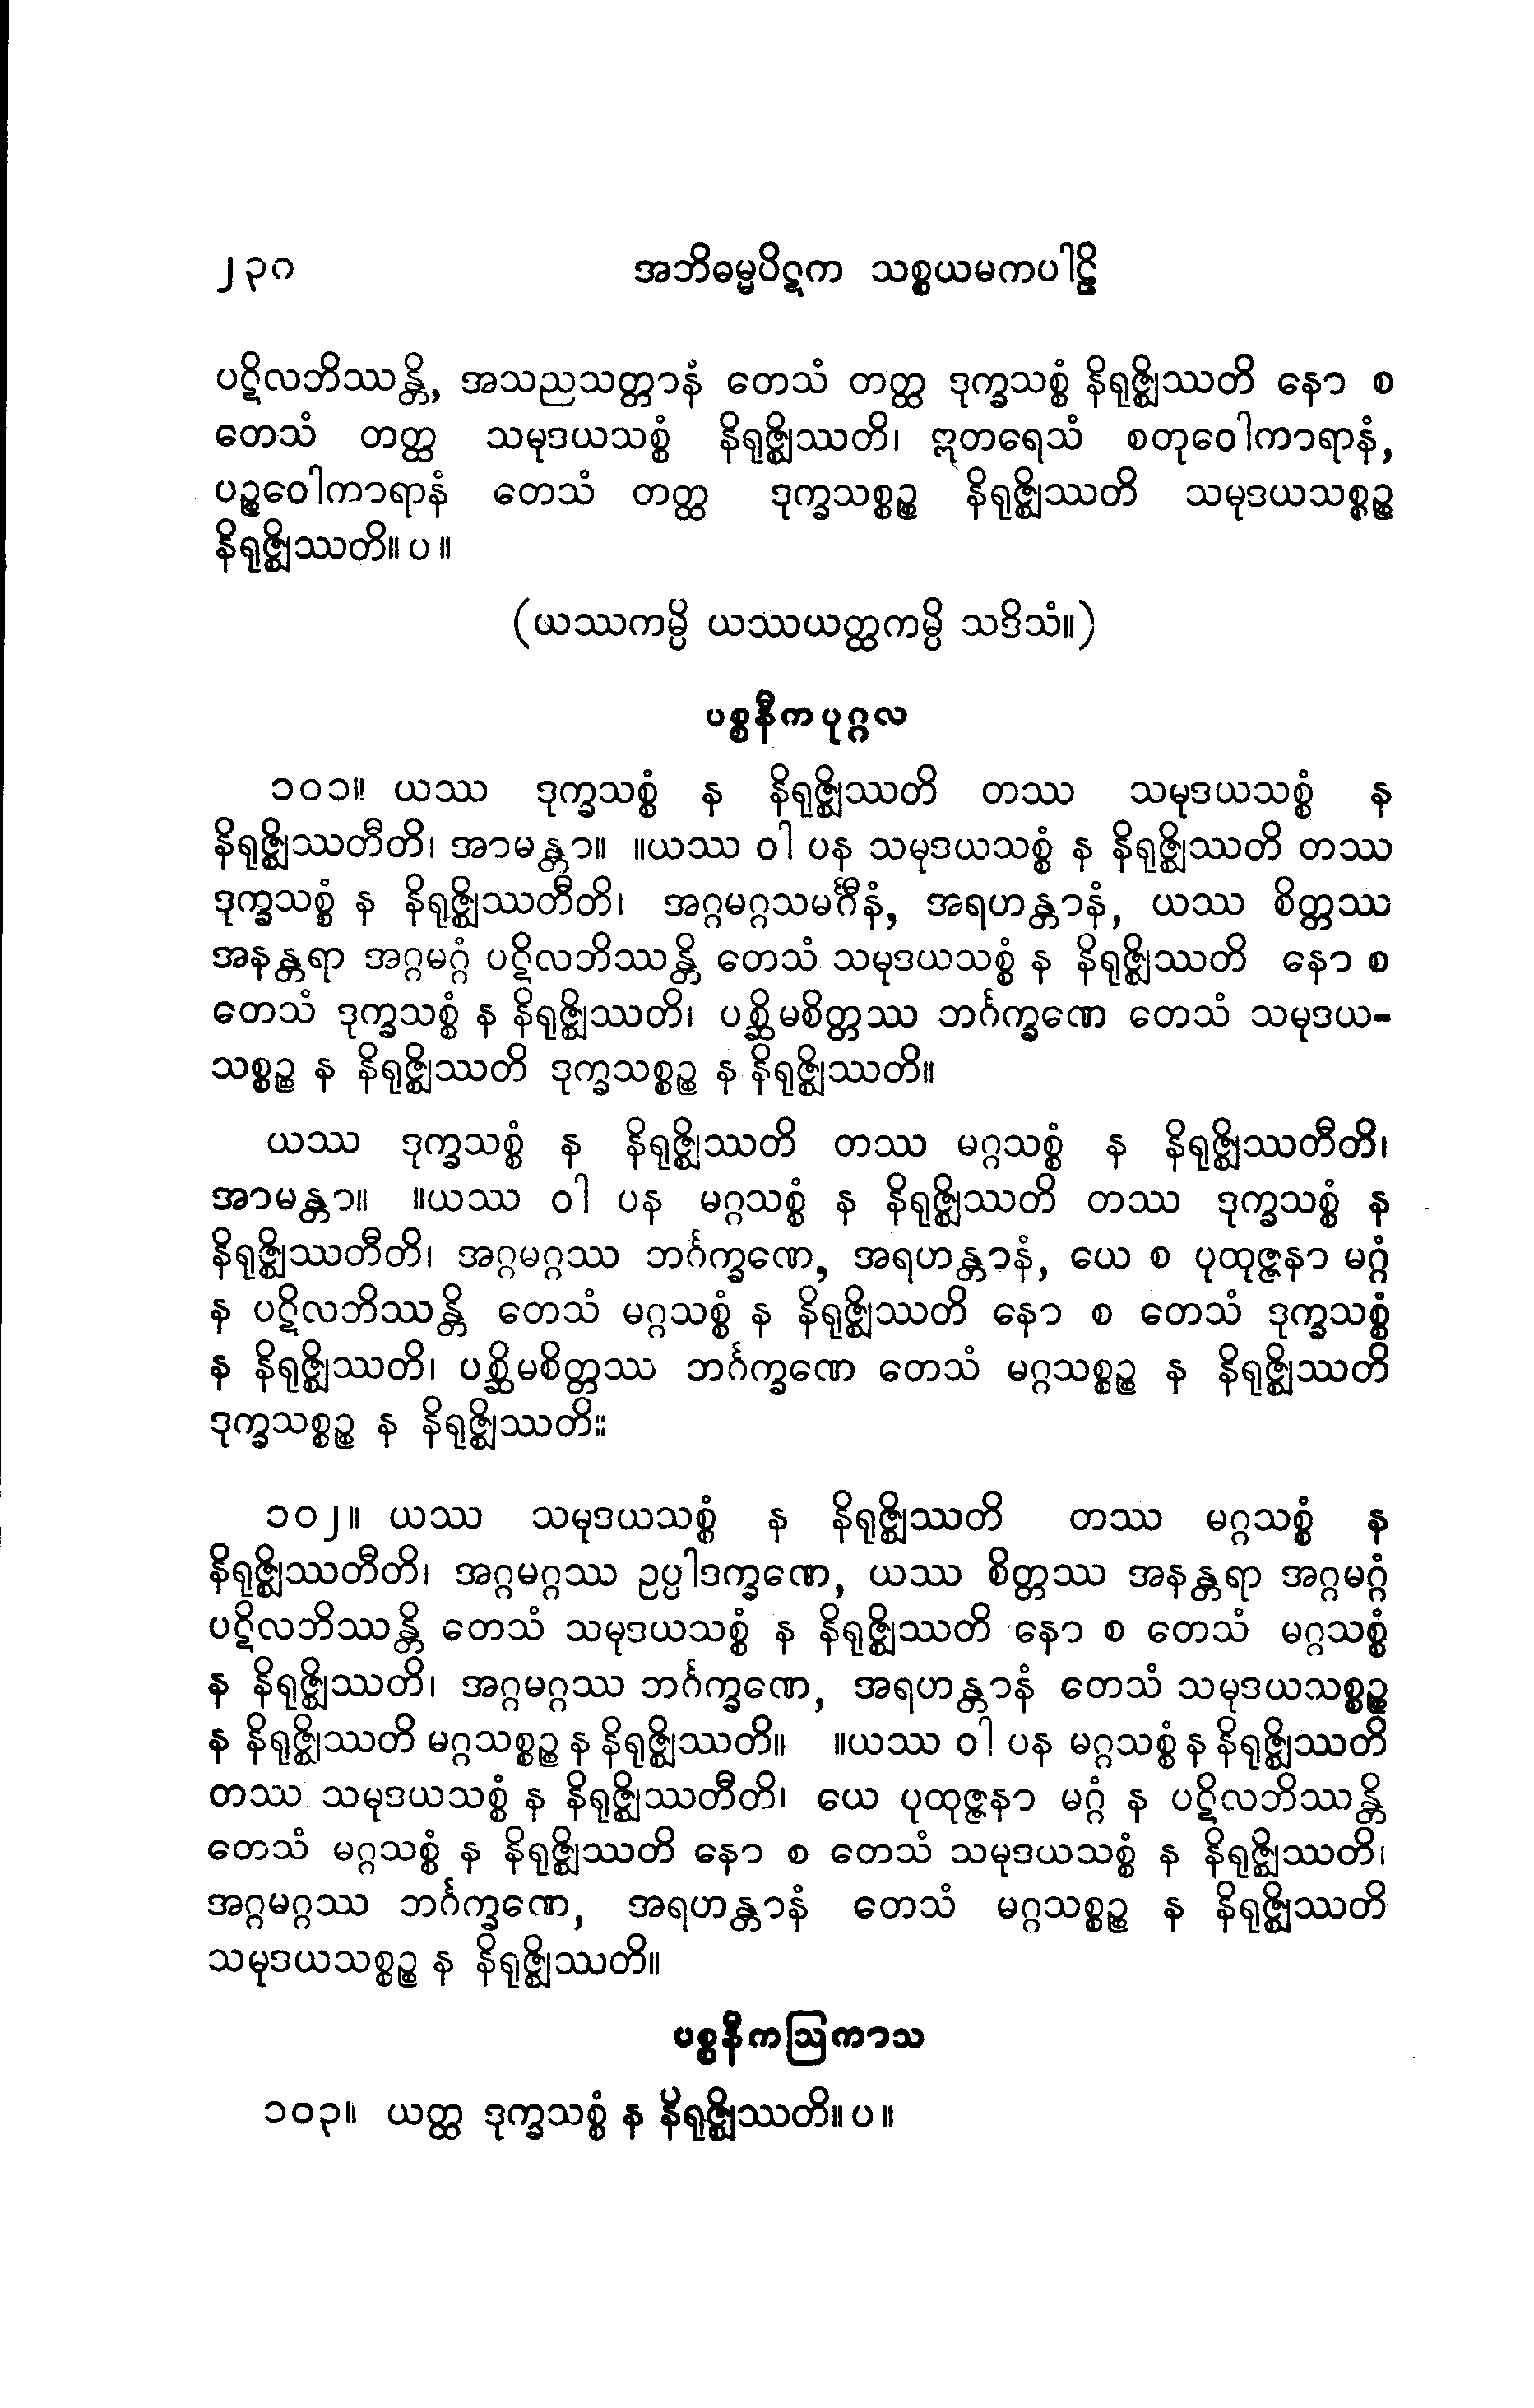 ၂၃၀ အဘိဓမ္မပိဋက သစ္စယမကပါဠိ
ပဋိလဘိဿန္တိ, အသညသတ္တာနံ တေသံ တတ္ထ ဒုက္ခသစ္စံ နိရုဇ္ဈိဿတိ နော စ
တေသံ တတ္ထ သမုဒယသစ္စံ နိရုဇ္ဈိဿတိ၊ ဣတရေသံ စတုဝေါကာရာနံ,
ပဉ္စဝေါကာရာနံ တေသံ တတ္ထ ဒုက္ခသစ္စဉ္စ နိရုဇ္ဈိဿတိ သမုဒယသစ္စဉ္စ
နိရုဇ္ဈိဿတိ။ ပ ။
(ယဿကမ္ပိ ယဿယတ္ထကမ္ပိ သဒိသံ။)
ပစ္စနီက ပုဂ္ဂလ
၁၀၁။ ယဿ ဒုက္ခသစ္စံ န နိရုဇ္ဈိဿတိ တဿ သမုဒယသစ္စံ န
နိရုဇ္ဈိဿတီတိ၊ အာမန္တာ။ ။ယဿ ဝါ ပန သမုဒယသစ္စံ န နိရုဇ္ဈိဿတိ တဿ
ဒုက္ခသစ္စံ န နိရုဇ္ဈိဿတီတိ၊ အဂ္ဂမဂ္ဂသမင်္ဂီနံ, အရဟန္တာနံ, ယဿ စိတ္တဿ
အနန္တရာ အဂ္ဂမဂ္ဂံ ပဋိလဘိဿန္တိ တေသံ သမုဒယသစ္စံ န နိရုဇ္ဈိဿတိ နော စ
တေသံ ဒုက္ခသစ္စံ န နိရုဇ္ဈိဿတိ၊ ပစ္ဆိမစိတ္တဿ ဘင်္ဂက္ခဏေ တေသံ သမုဒယ-
သစ္စဉ္စ န နိရုဇ္ဈိဿတိ ဒုက္ခသစ္စဉ္စ န နိရုဇ္ဈိဿတိ။
ယဿ ဒုက္ခသစ္စံ န နိရုဇ္ဈိဿတိ တဿ မဂ္ဂသစ္စံ န နိရုဇ္ဈိဿတီတိ၊
အာမန္တာ။ ။ယဿ ဝါ ပန မဂ္ဂသစ္စံ န နိရုဇ္ဈိဿတိ တဿ ဒုက္ခသစ္စံ န
နိရုဇ္ဈိဿတီတိ၊ အဂ္ဂမဂ္ဂဿ ဘင်္ဂက္ခဏေ, အရဟန္တာနံ, ယေ စ ပုထုဇ္ဇနာ မဂ္ဂံ
န ပဋိလဘိဿန္တိ တေသံ မဂ္ဂသစ္စံ န နိရုဇ္ဈိဿတိ နော စ တေသံ ဒုက္ခသစ္စံ
န နိရုဇ္ဈိဿတိ၊ ပစ္ဆိမစိတ္တဿ ဘင်္ဂက္ခဏေ တေသံ မဂ္ဂသစ္စဉ္စ န နိရုဇ္ဈိဿတိ
ဒုက္ခသစ္စဉ္စ န နိရုဇ္ဈိဿတိ။
၁၀၂။ ယဿ သမုဒယသစ္စံ န နိရုဇ္ဈိဿတိ တဿ မဂ္ဂသစ္စံ န
နိရုဇ္ဈိဿတီတိ၊ အဂ္ဂမဂ္ဂဿ ဥပ္ပါဒက္ခဏေ, ယဿ စိတ္တဿ အနန္တရာ အဂ္ဂမဂ္ဂံ
ပဋိလဘိဿန္တိ တေသံ သမုဒယသစ္စံ န နိရုဇ္ဈိဿတိ နော စ တေသံ မဂ္ဂသစ္စံ
န နိရုဇ္ဈိဿတိ၊ အဂ္ဂမဂ္ဂဿ ဘင်္ဂက္ခဏေ, အရဟန္တာနံ တေသံ သမုဒယသစ္စဉ္စ
န နိရုဇ္ဈိဿတိ မဂ္ဂသစ္စဉ္စ န နိရုဇ္ဈိဿတိ။ ။ယဿ ဝါ ပန မဂ္ဂသစ္စံ န နိရုဇ္ဈိဿတိ
တဿ သမုဒယသစ္စံ န နိရုဇ္ဈိဿတီတိ၊ ယေ ပုထုဇ္ဇနာ မဂ္ဂံ န ပဋိလဘိဿန္တိ
တေသံ မဂ္ဂသစ္စံ န နိရုဇ္ဈိဿတိ နော စ တေသံ သမုဒယသစ္စံ န နိရုဇ္ဈိဿတိ၊
အဂ္ဂမဂ္ဂဿ ဘင်္ဂက္ခဏေ, အရဟန္တာနံ တေသံ မဂ္ဂသစ္စဉ္စ န နိရုဇ္ဈိဿတိ
သမုဒယသစ္စဉ္စ န နိရုဇ္ဈိဿတိ။
ပစ္စနီကဩကာသ
၁၀၃။ ယတ္ထ ဒုက္ခသစ္စံ န နိရုဇ္ဈိဿတိ။ ပ ။